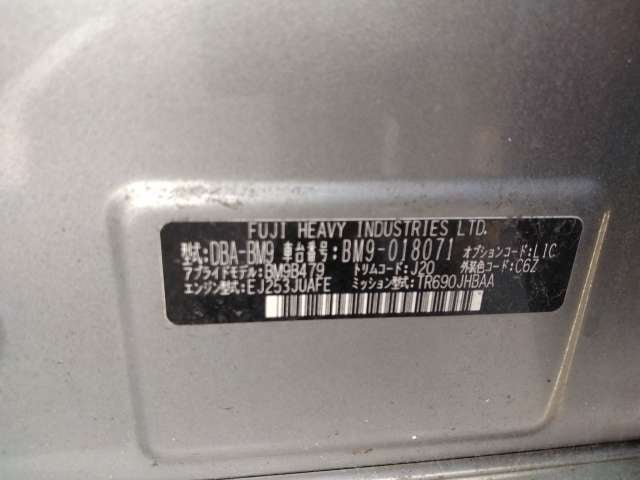 FUJI HEAVY INDUSTRIES LTD.
型式:DBA-BM9 車台番号:BM9-018071 オプションコード:LIC
アプライドモデル:BM9B479 トリムコード:J20 外装色コード:C6Z
エンジン型式:EJ253JUAFE ミッション型式:TR690JHBAA